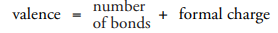 valence = number of bonds + formal charge